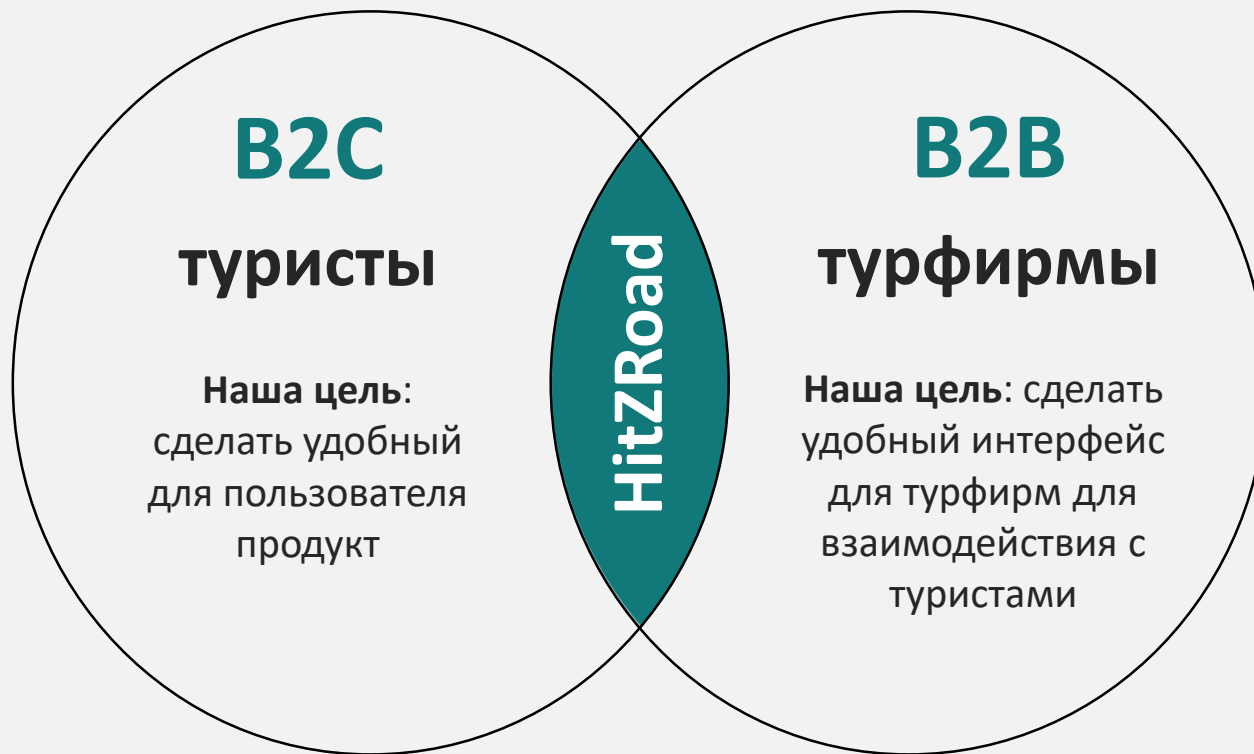 B2C
туристы
Наша цель:
сделать удобный
для пользователя
продукт
HitZRoad
B2B
турфирмы
Наша цель: сделать
удобный интерфейс
для турфирм для
взаимодействия с
туристами